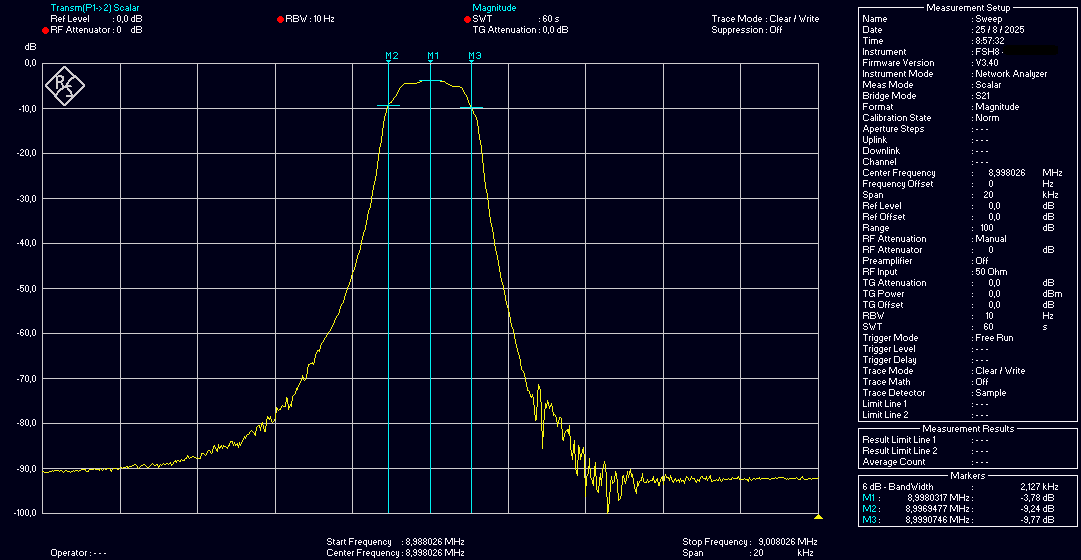 Transm(P1->2) Scalar
Magnitude
Ref Level : 0,0 dB
RBW : 10 Hz
SWT : 60 s
Trace Mode : Clear / Write
RF Attenuator : 0 dB
TG Attenuation : 0,0 dB
Suppression : Off
dB
M2 M1 M3
R S
0,0
-10,0
-20,0
-30,0
-40,0
-50,0
-60,0
-70,0
-80,0
-90,0
-100,0
Start Frequency : 8,988026 MHz
Stop Frequency : 9,008026 MHz
Operator : ---
Center Frequency : 8,998026 MHz
Span : 20 kHz
Measurement Setup
Name : Sweep
Date : 25 / 8 / 2025
Time : 8:57:32
Instrument : FSH8 -
Firmware Version : V3.40
Instrument Mode : Network Analyzer
Meas Mode : Scalar
Bridge Mode : S21
Format : Magnitude
Calibration State : Norm
Aperture Steps : ---
Uplink : ---
Downlink : ---
Channel : ---
Center Frequency : 8,998026 MHz
Frequency Offset : 0 Hz
Span : 20 kHz
Ref Level : 0,0 dB
Ref Offset : 0,0 dB
Range : 100 dB
RF Attenuation : Manual
RF Attenuator : 0 dB
Preamplifier : Off
RF Input : 50 Ohm
TG Attenuation : 0,0 dB
TG Power : 0,0 dBm
TG Offset : 0,0 dB
RBW : 10 Hz
SWT : 60 s
Trigger Mode : Free Run
Trigger Level : ---
Trigger Delay : ---
Trace Mode : Clear / Write
Trace Math : Off
Trace Detector : Sample
Limit Line 1 : ---
Limit Line 2 : ---
Measurement Results
Result Limit Line 1 : ---
Result Limit Line 2 : ---
Average Count : ---
Markers
6 dB - BandWidth : 2,127 kHz
M1 : 8,9980317 MHz : -3,78 dB
M2 : 8,9969477 MHz : -9,24 dB
M3 : 8,9990746 MHz : -9,77 dB